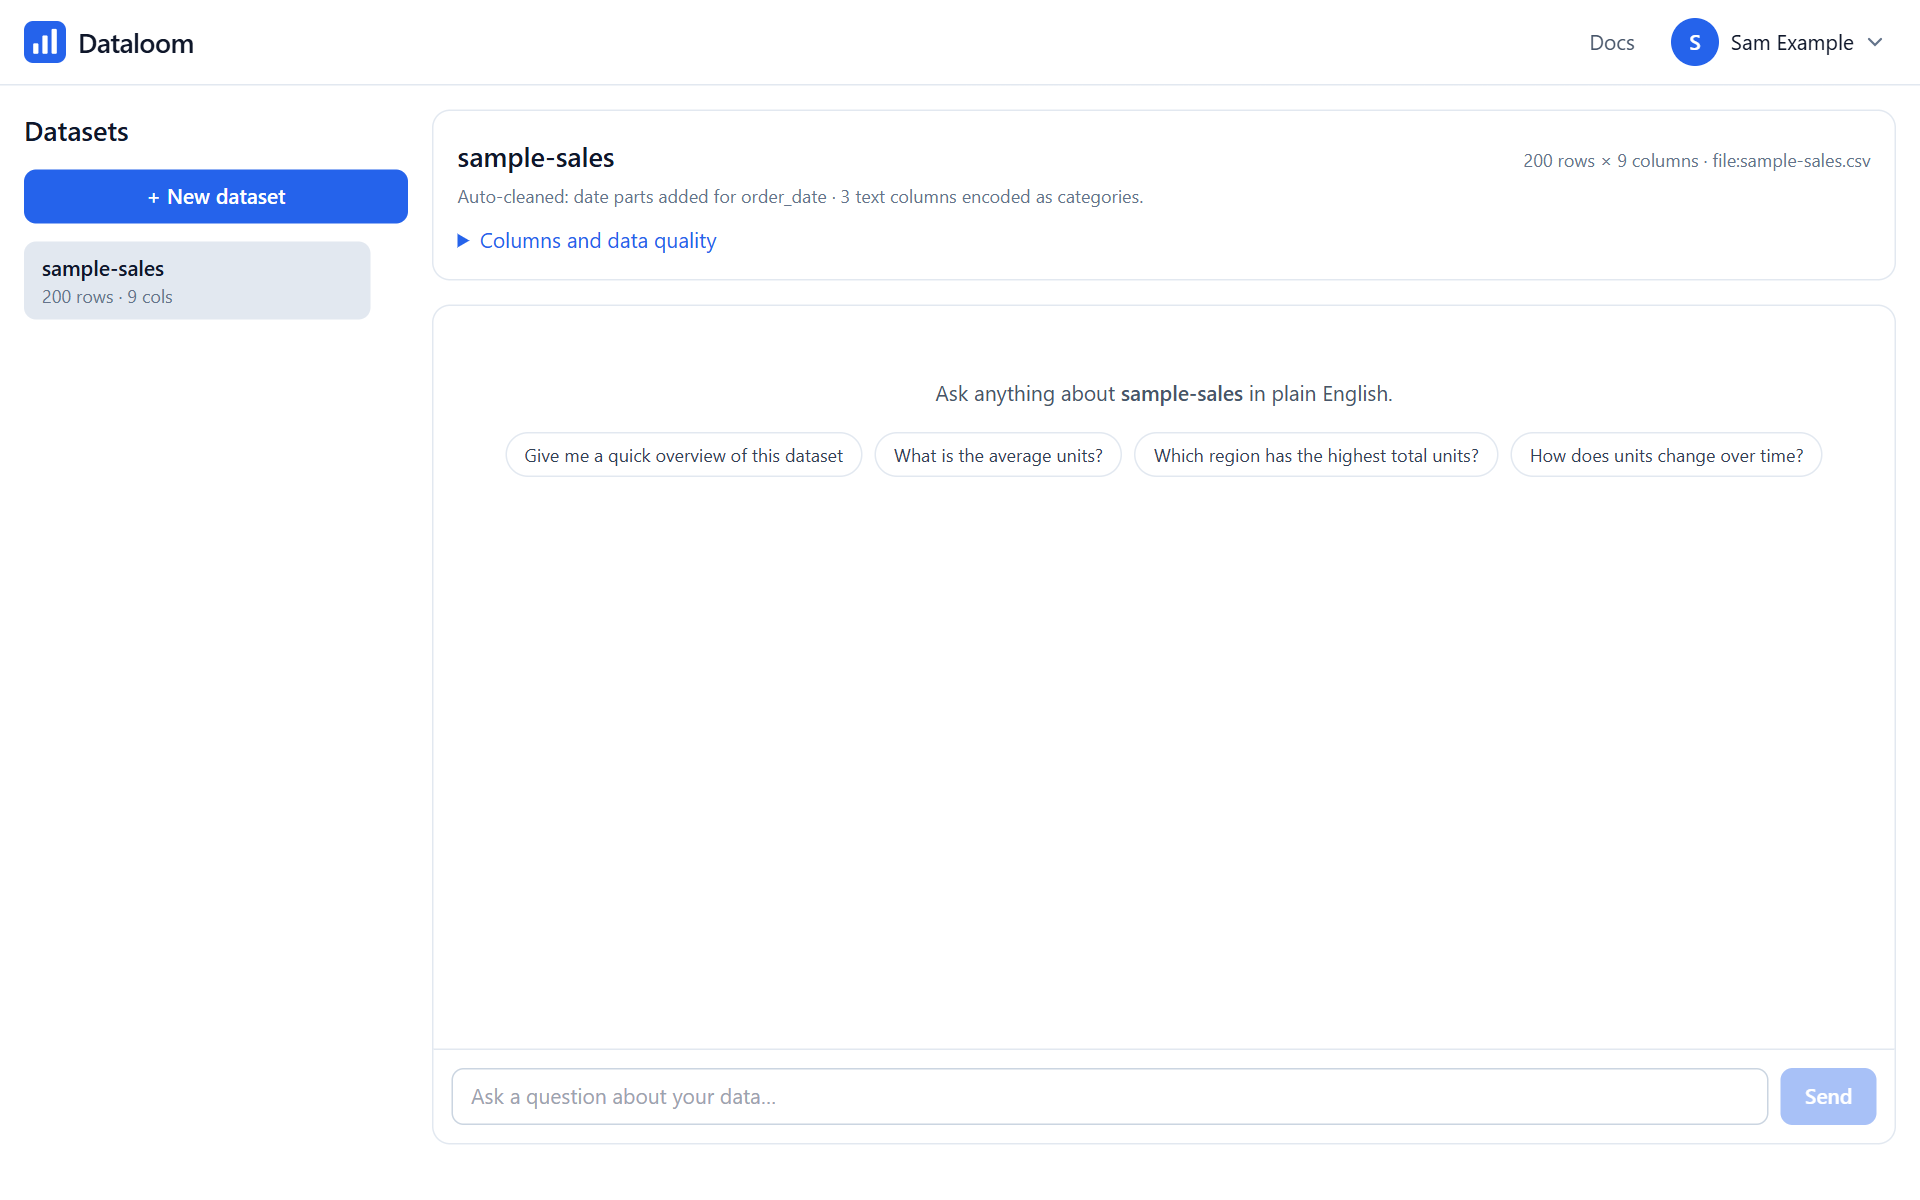 Dataloom
Docs
S
Sam Example
Datasets
+ New dataset
sample-sales
200 rows · 9 cols
sample-sales
200 rows × 9 columns · file:sample-sales.csv
Auto-cleaned: date parts added for order_date · 3 text columns encoded as categories.
Columns and data quality
Ask anything about sample-sales in plain English.
Give me a quick overview of this dataset
What is the average units?
Which region has the highest total units?
How does units change over time?
Ask a question about your data...
Send